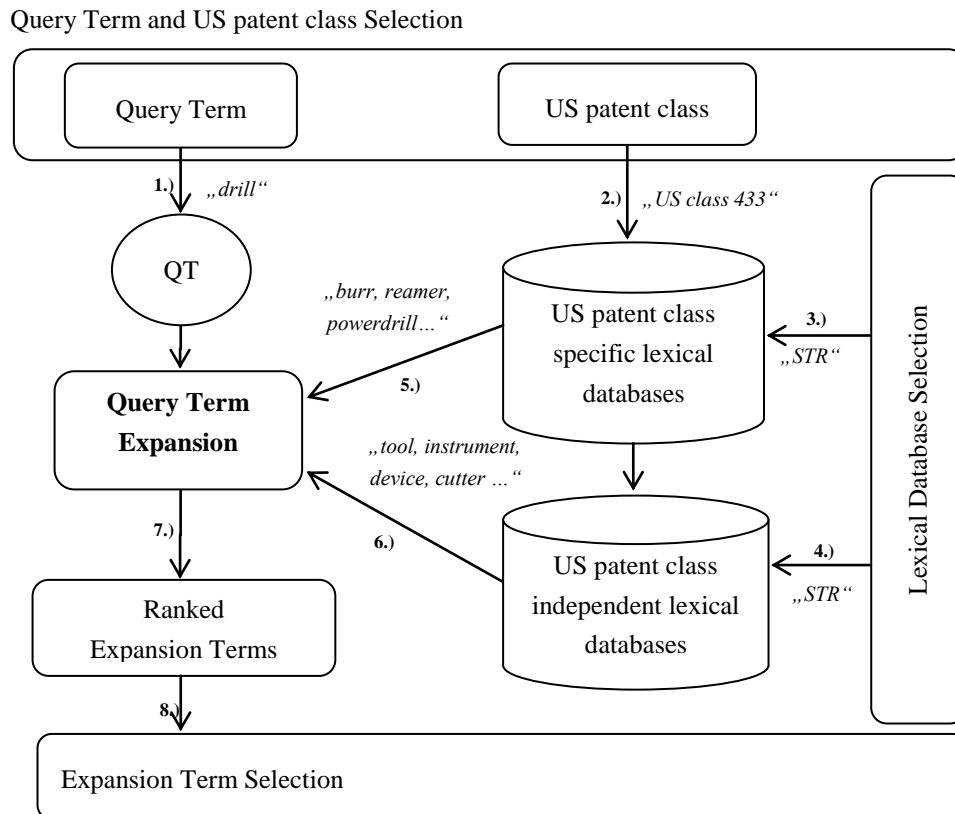 Query Term and US patent class Selection
Query Term
US patent class
1.)
„drill“
2.)
„US class 433“
QT
„burr, reamer,
powerdrill…“
US patent class
specific lexical
databases
3.)
„STR“
5.)
Query Term
Expansion
„tool, instrument,
device, cutter …“
6.)
7.)
US patent class
independent lexical
databases
4.)
„STR“
Lexical Database Selection
Ranked
Expansion Terms
8.)
Expansion Term Selection